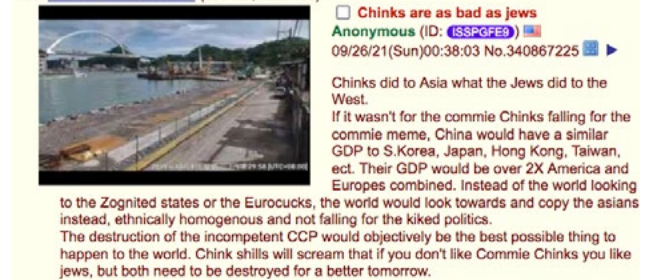 Chinks are as bad as jews
Anonymous (ID: ISSPGFE9)
09/26/21(Sun)00:38:03 No.340867225
Chinks did to Asia what the Jews did to the
West.
If it wasn't for the commie Chinks falling for the
commie meme, China would have a similar
GDP to S.Korea, Japan, Hong Kong, Taiwan,
ect. Their GDP would be over 2X America and
Europes combined. Instead of the world looking
to the Zognited states or the Eurocucks, the world would look towards and copy the asians
instead, ethnically homogenous and not falling for the kiked politics.
The destruction of the incompetent CCP would objectively be the best possible thing to
happen to the world. Chink shills will scream that if you don't like Commie Chinks you like
jews, but both need to be destroyed for a better tomorrow.